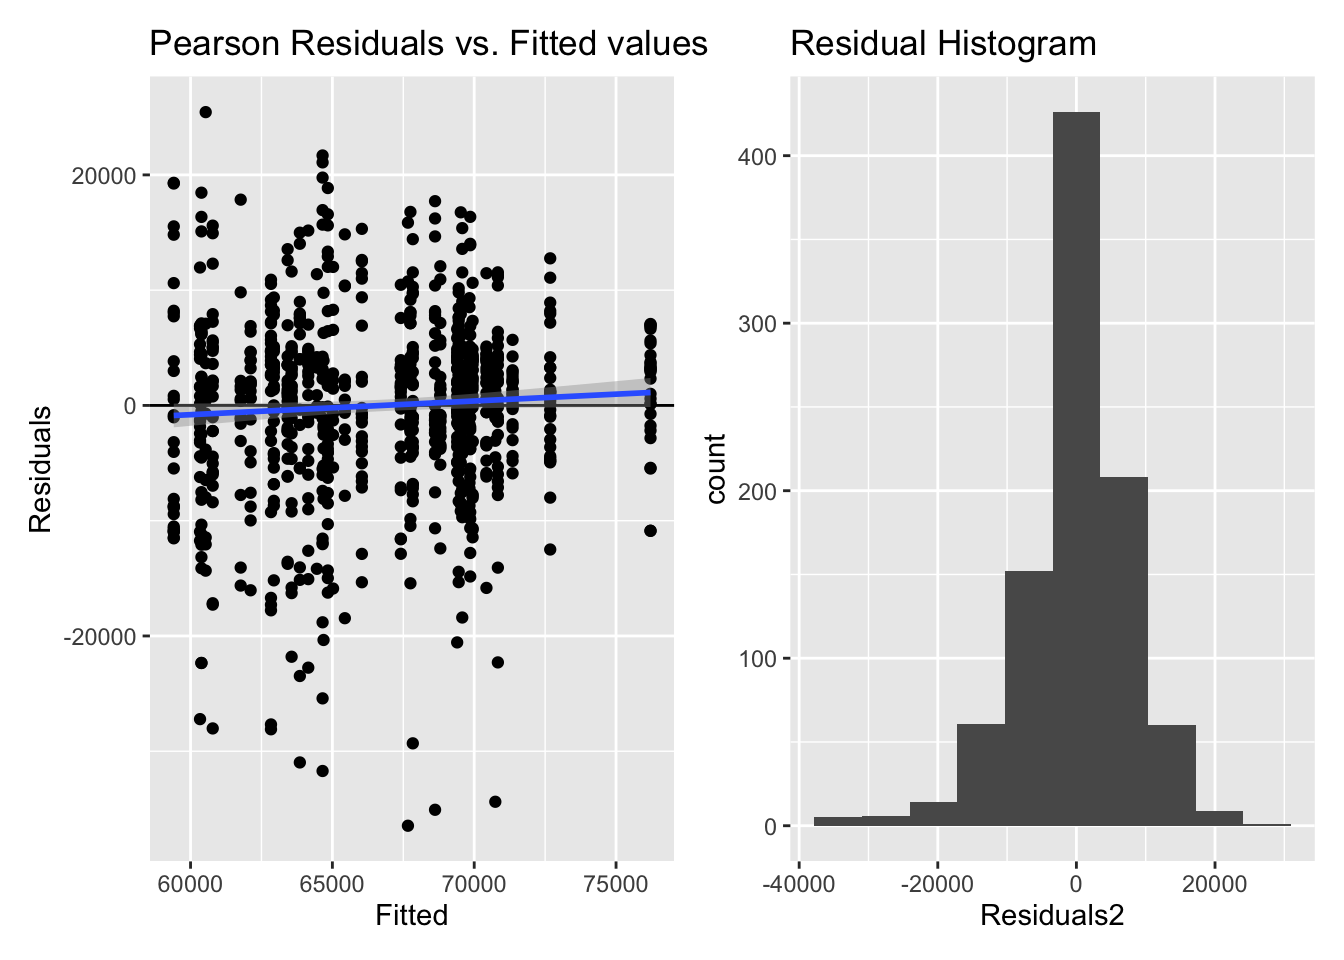 Pearson Residuals vs. Fitted values
Residuals
20000
0
-20000
60000 65000 70000 75000
Fitted
Residual Histogram
count
400
300
200
100
0
-40000 -20000 0 20000
Residuals2